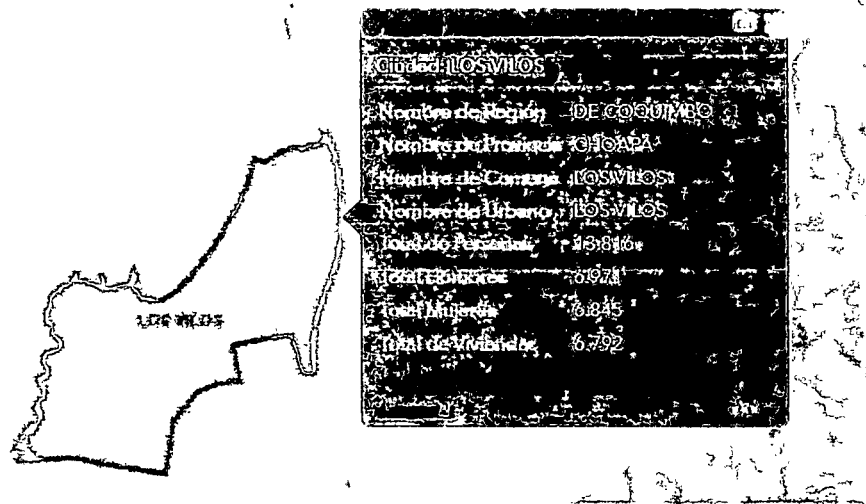 Ciudad: LOS VILOS
Nombre de Región DE COQUIMBO
Nombre de Provincia CHOAPA
Nombre de Comuna LOS VILOS
Nombre de Urbano LOS VILOS
Total de Personas 13.816
Total Hombres 6.971
Total Mujeres 6.845
Total de Viviendas 6.792
LOS VILOS